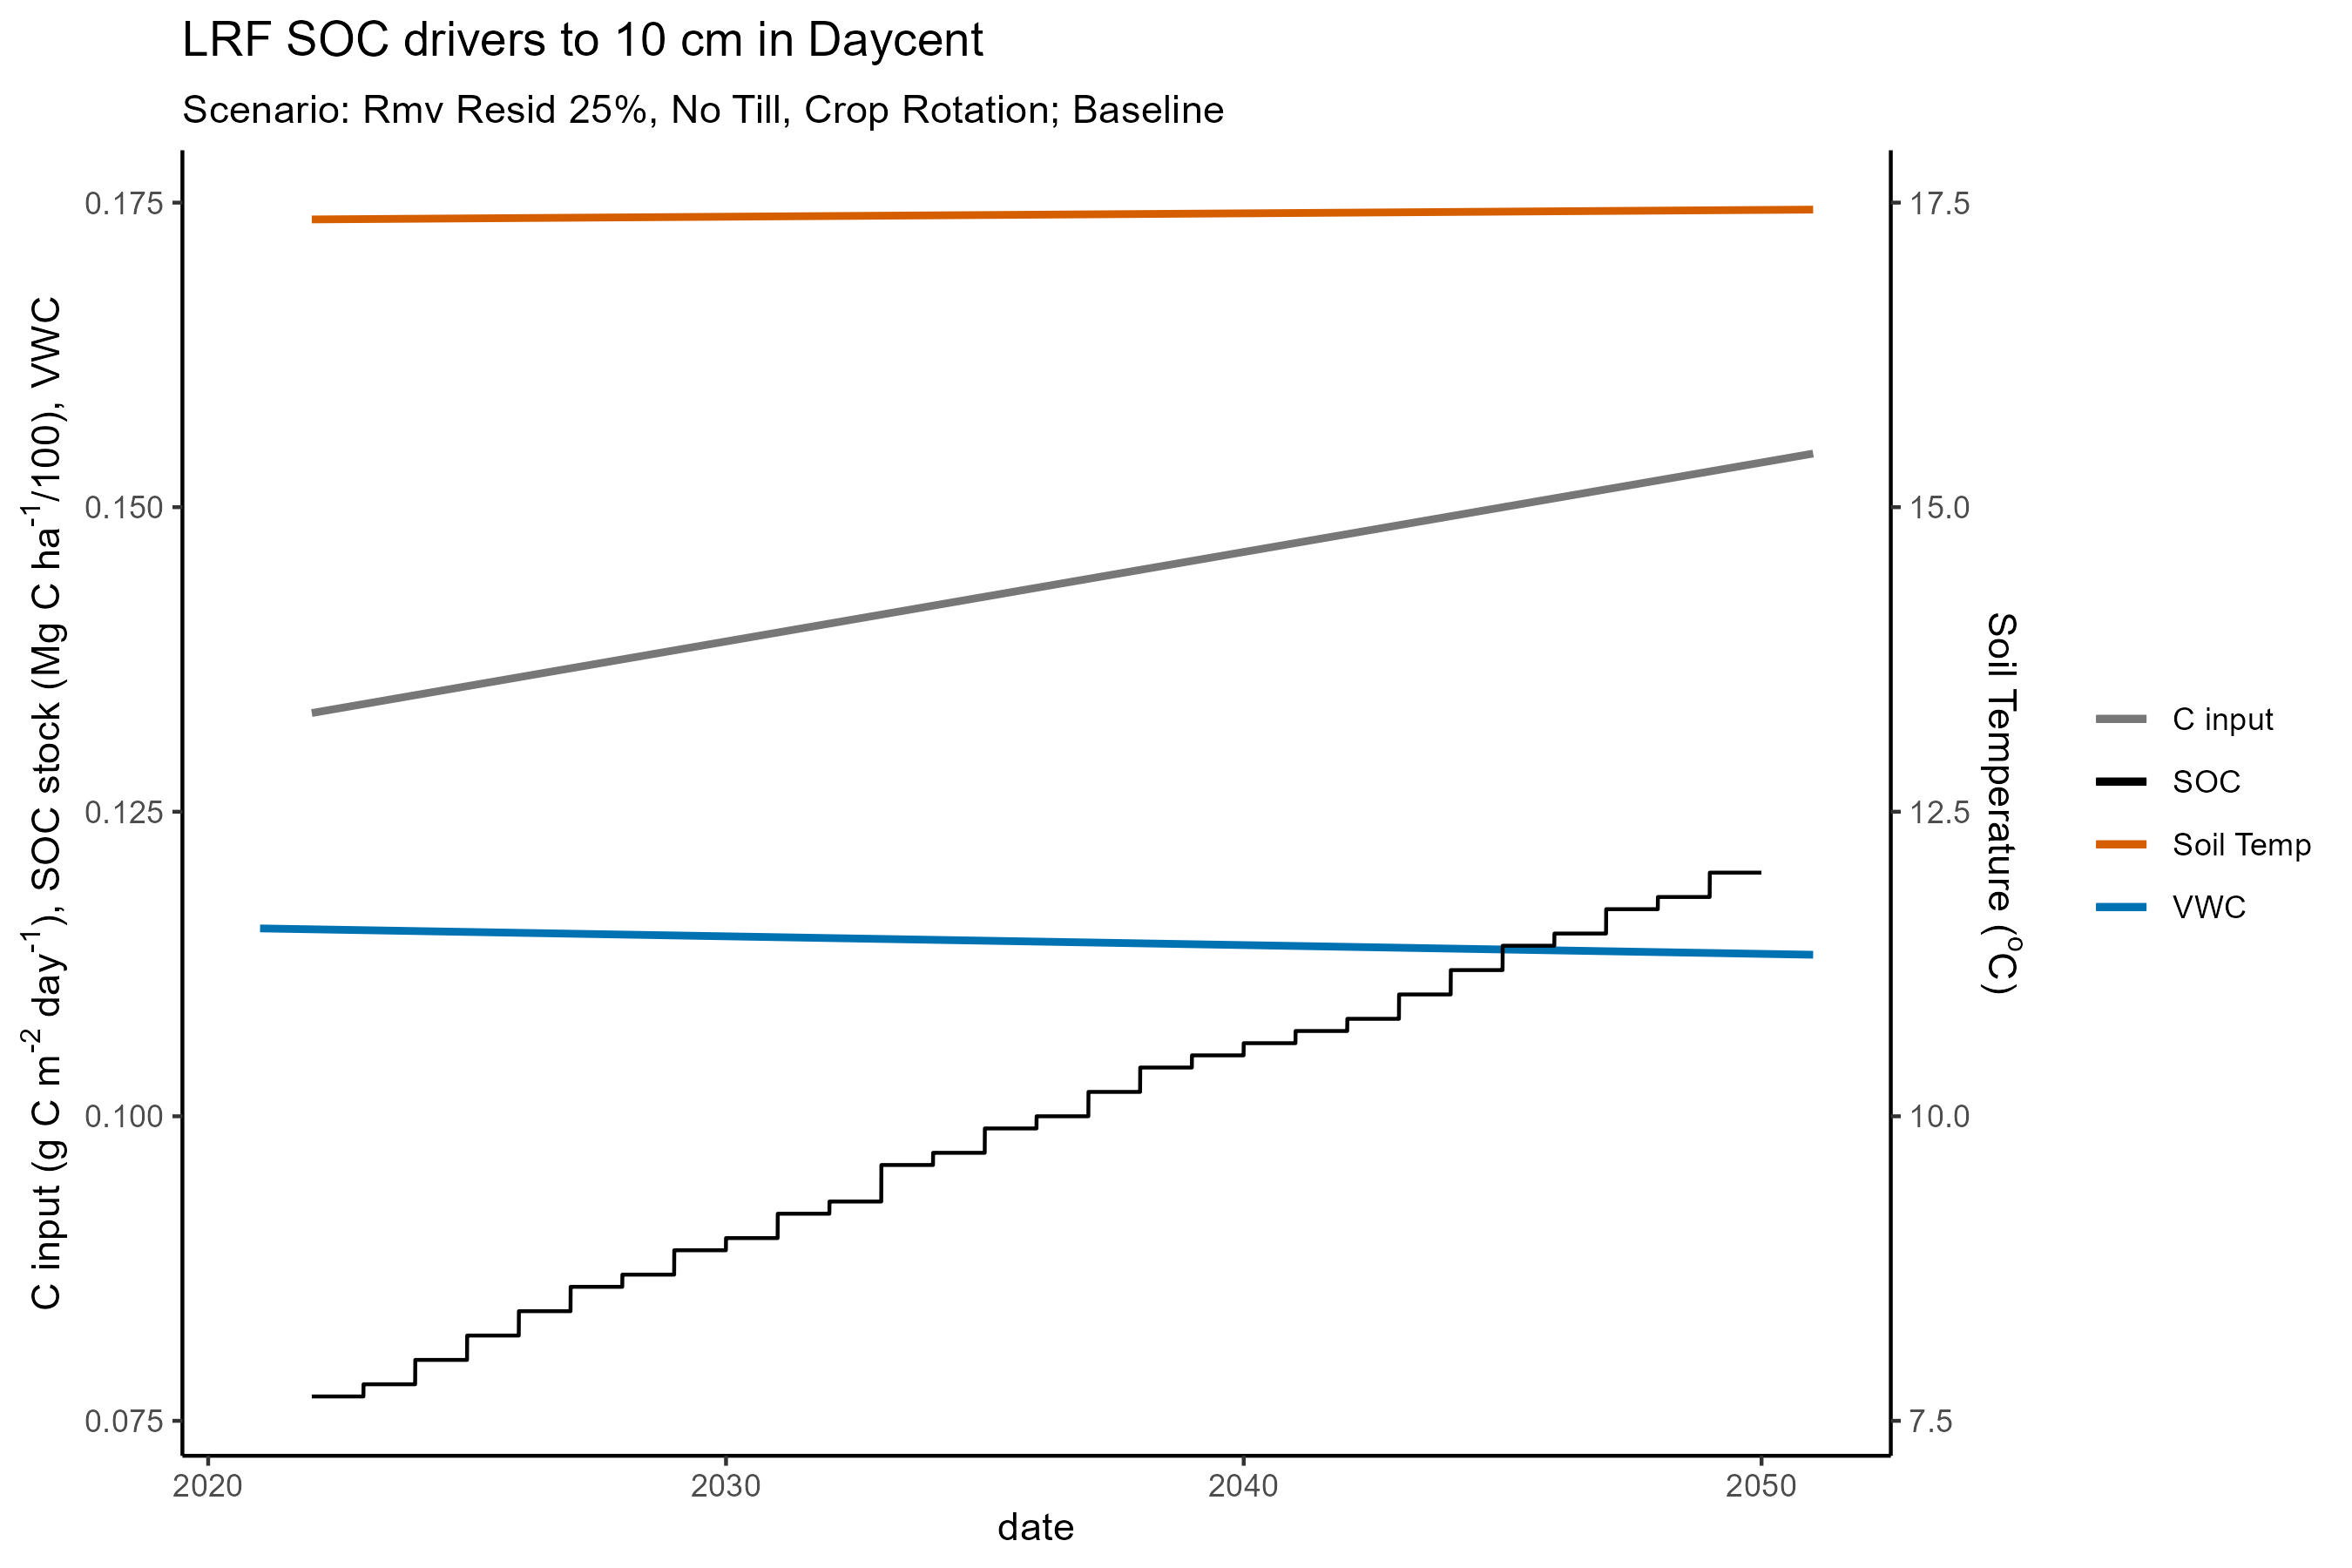 LRF SOC drivers to 10 cm in Daycent
Scenario: Rmv Resid 25%, No Till, Crop Rotation; Baseline
C input (g C m⁻² day⁻¹), SOC stock (Mg C ha⁻¹/100), VWC
0.175
0.150
0.125
0.100
0.075
2020
2030
2040
2050
date
17.5
15.0
12.5
10.0
7.5
Soil Temperature (ºC)
C input
SOC
Soil Temp
VWC